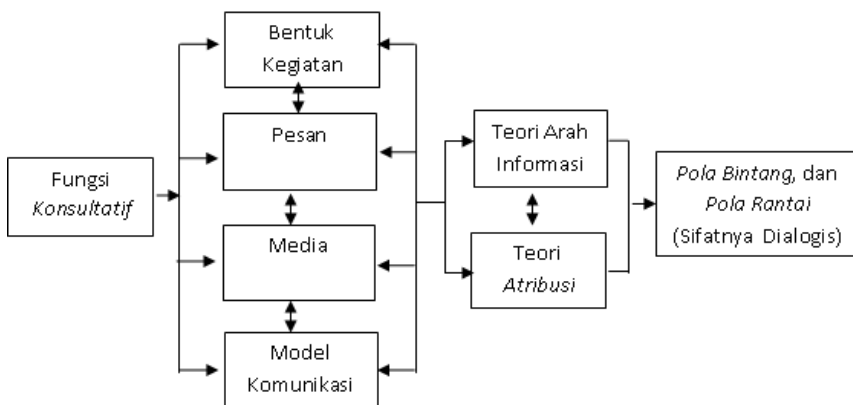 Fungsi
Konsultatif
Bentuk
Kegiatan
Pesan
Media
Model
Komunikasi
Teori Arah
Informasi
Teori
Atribusi
Pola Bintang, dan
Pola Rantai
(Sifatnya Dialogis)